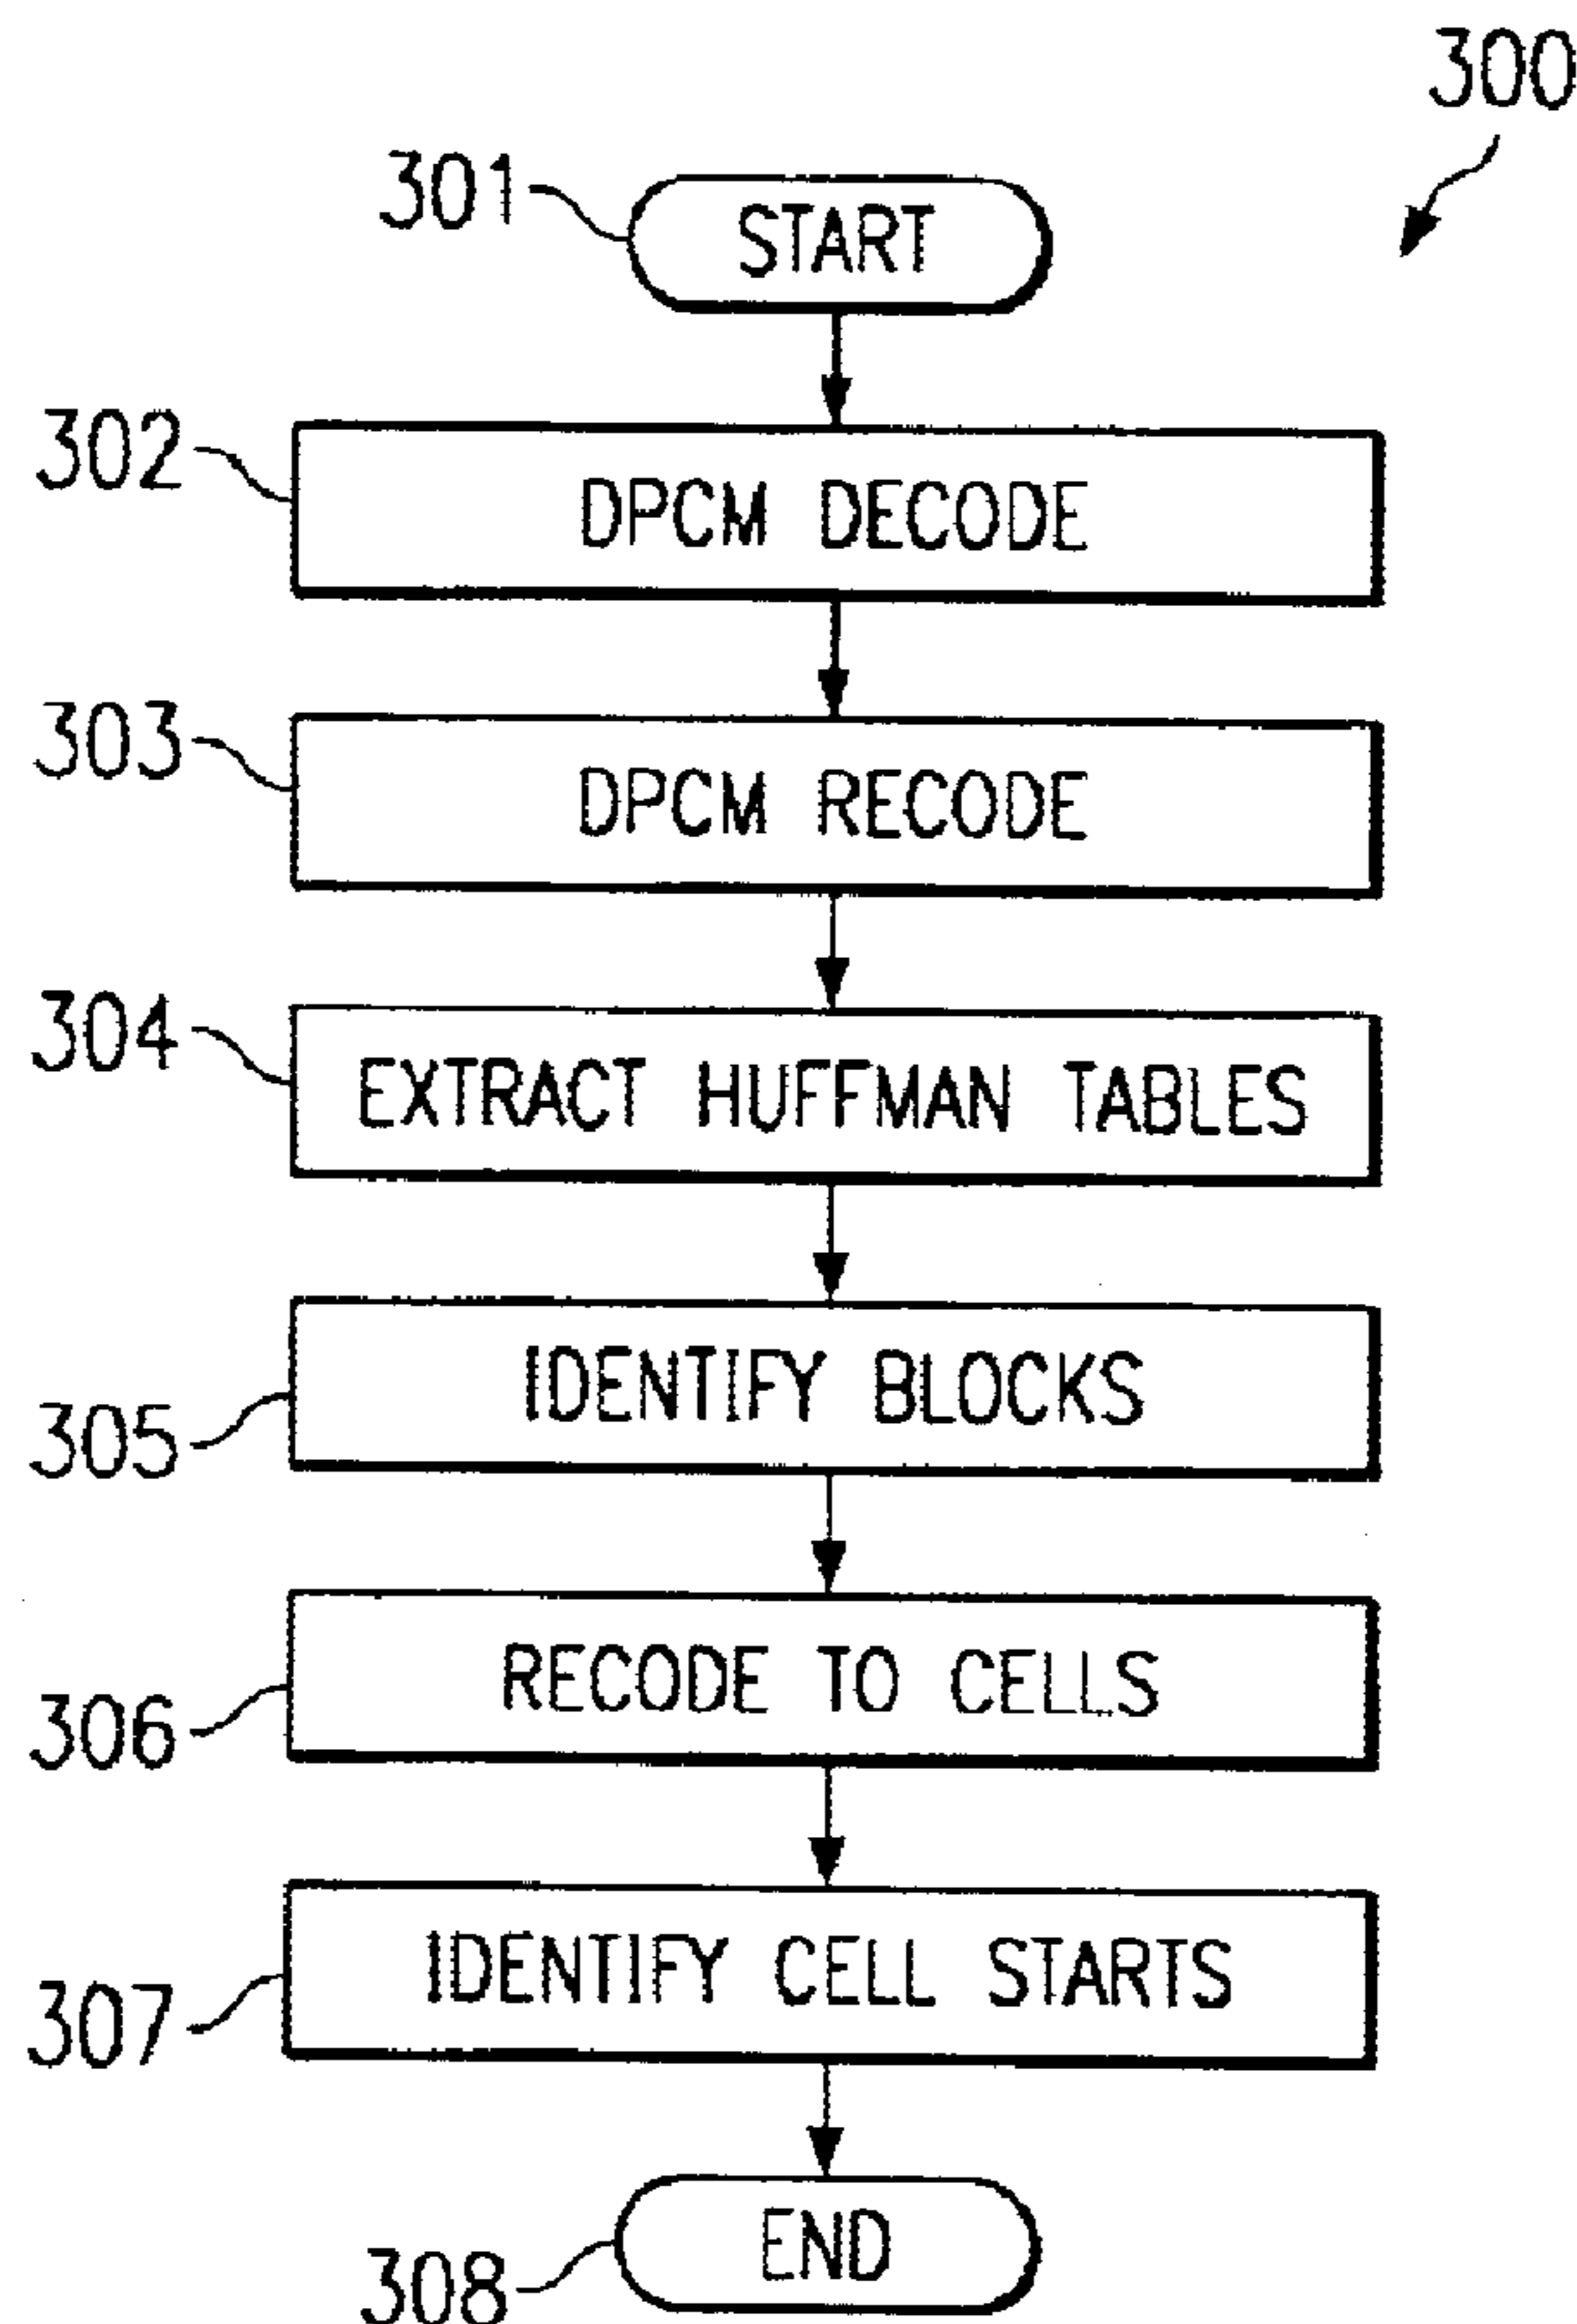 300
301
START
302
DPCM DECODE
303
DPCM RECODE
304
EXTRACT HUFFMAN TABLES
305
IDENTIFY BLOCKS
306
RECODE TO CELLS
307
IDENTIFY CELL STARTS
308
END